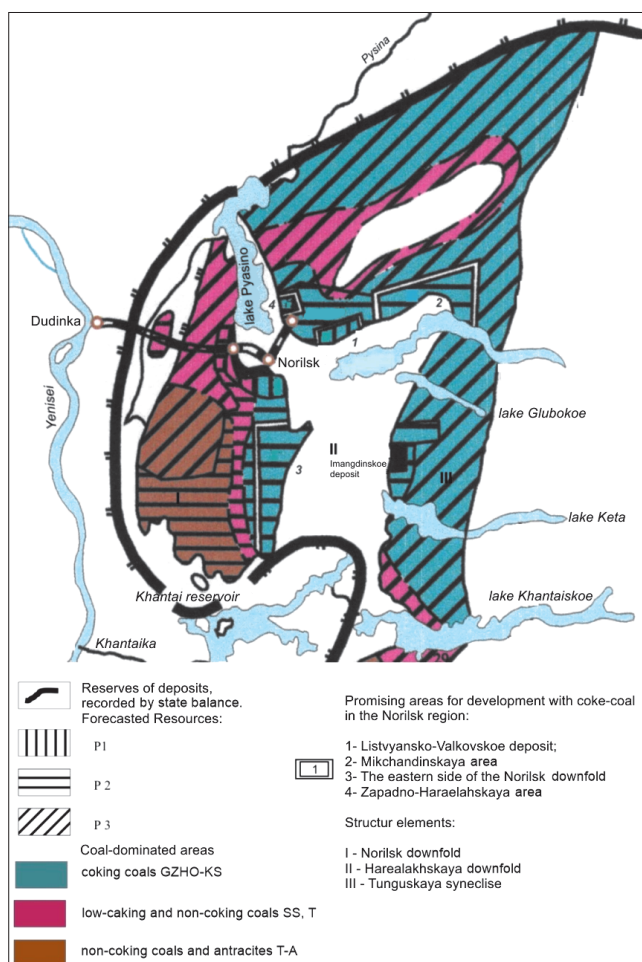 Pysina
lake Pyasino
4
2
Dudinka
1
Norilsk
Yenisei
lake Glubokoe
II
3
Imangdinskoe
deposit
III
I
lake Keta
Khantai reservoir
lake Khantaiskoe
Khantaika
Reserves of deposits,
recorded by state balance.
Forecasted Resources:
P1
P 2
P 3
Coal-dominated areas
coking coals GZHO-KS
low-caking and non-coking coals SS, T
non-coking coals and antracites T-A
Promising areas for development with coke-coal
in the Norilsk region:
1
1- Listvyansko-Valkovskoe deposit;
2- Mikchandinskaya area
3- The eastern side of the Norilsk downfold
4- Zapadno-Haraelahskaya area
Structur elements:
I - Norilsk downfold
II - Harealakhskaya downfold
III - Tunguskaya syneclise